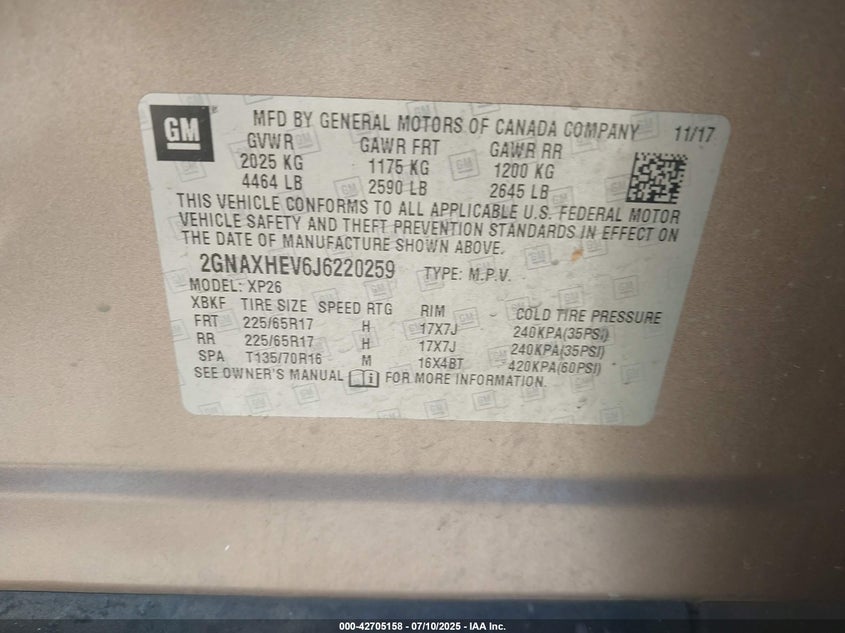 GM
MFD BY GENERAL MOTORS OF CANADA COMPANY 11/17
GVWR GAWR FRT GAWR RR
2025 KG 1175 KG 1200 KG
4464 LB 2590 LB 2645 LB
THIS VEHICLE CONFORMS TO ALL APPLICABLE U.S. FEDERAL MOTOR
VEHICLE SAFETY AND THEFT PREVENTION STANDARDS IN EFFECT ON
THE DATE OF MANUFACTURE SHOWN ABOVE.
2GNAXHEV6J6220259 TYPE: M.P.V.
MODEL: XP26
XBKF TIRE SIZE SPEED RTG RIM COLD TIRE PRESSURE
FRT 225/65R17 H 17X7J 240KPA(35PSI)
RR 225/65R17 H 17X7J 240KPA(35PSI)
SPA T135/70R16 M 16X4BT 420KPA(60PSI)
SEE OWNER'S MANUAL FOR MORE INFORMATION.
000-42705158 - 07/10/2025 - IAA Inc.